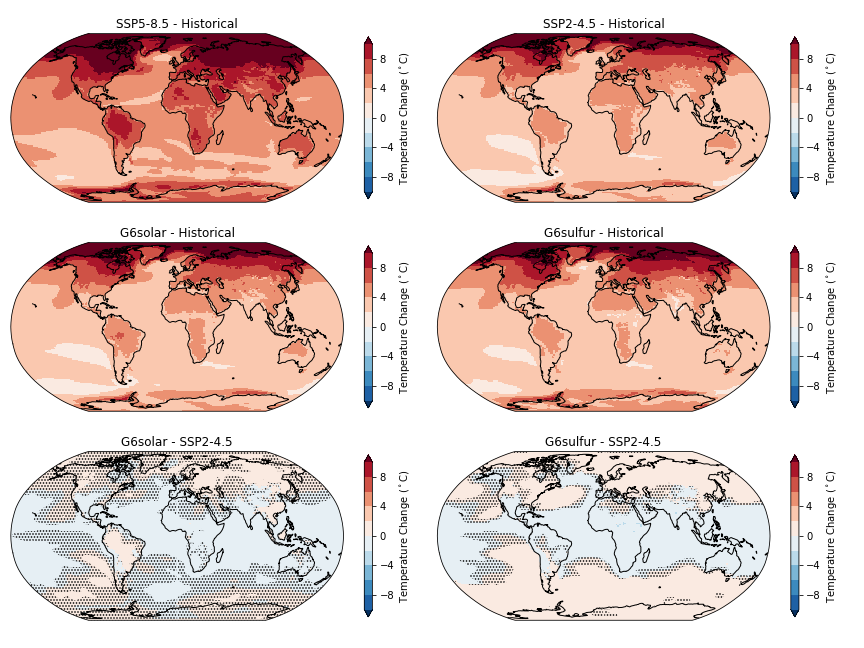 SSP5-8.5 - Historical
8
4
0
−4
−8
Temperature Change (°C)
SSP2-4.5 - Historical
8
4
0
−4
−8
Temperature Change (°C)
G6solar - Historical
8
4
0
−4
−8
Temperature Change (°C)
G6sulfur - Historical
8
4
0
−4
−8
Temperature Change (°C)
G6solar - SSP2-4.5
8
4
0
−4
−8
Temperature Change (°C)
G6sulfur - SSP2-4.5
8
4
0
−4
−8
Temperature Change (°C)